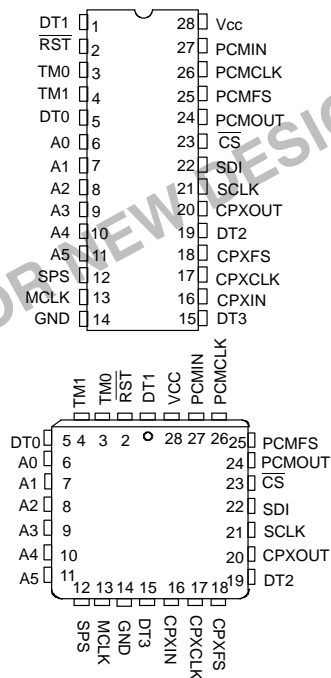 DT1 1 28 Vcc
RST 2 27 PCMIN
TM0 3 26 PCMCLK
TM1 4 25 PCMFS
DT0 5 24 PCMOUT
A0 6 23 CS
A1 7 22 SDI
A2 8 21 SCLK
A3 9 20 CPXOUT
A4 10 19 DT2
A5 11 18 CPXFS
SPS 12 17 CPXCLK
MCLK 13 16 CPXIN
GND 14 15 DT3
OR NEW DESIG
TM1 TM0 RST DT1 VCC PCMIN PCMCLK
4 3 2 28 27 26
DT0 5 25 PCMFS
A0 6 24 PCMOUT
A1 7 23 CS
A2 8 22 SDI
A3 9 21 SCLK
A4 10 20 CPXOUT
A5 11 19 DT2
12 13 14 15 16 17 18
SPS MCLK GND DT3 CPXIN CPXCLK CPXFS